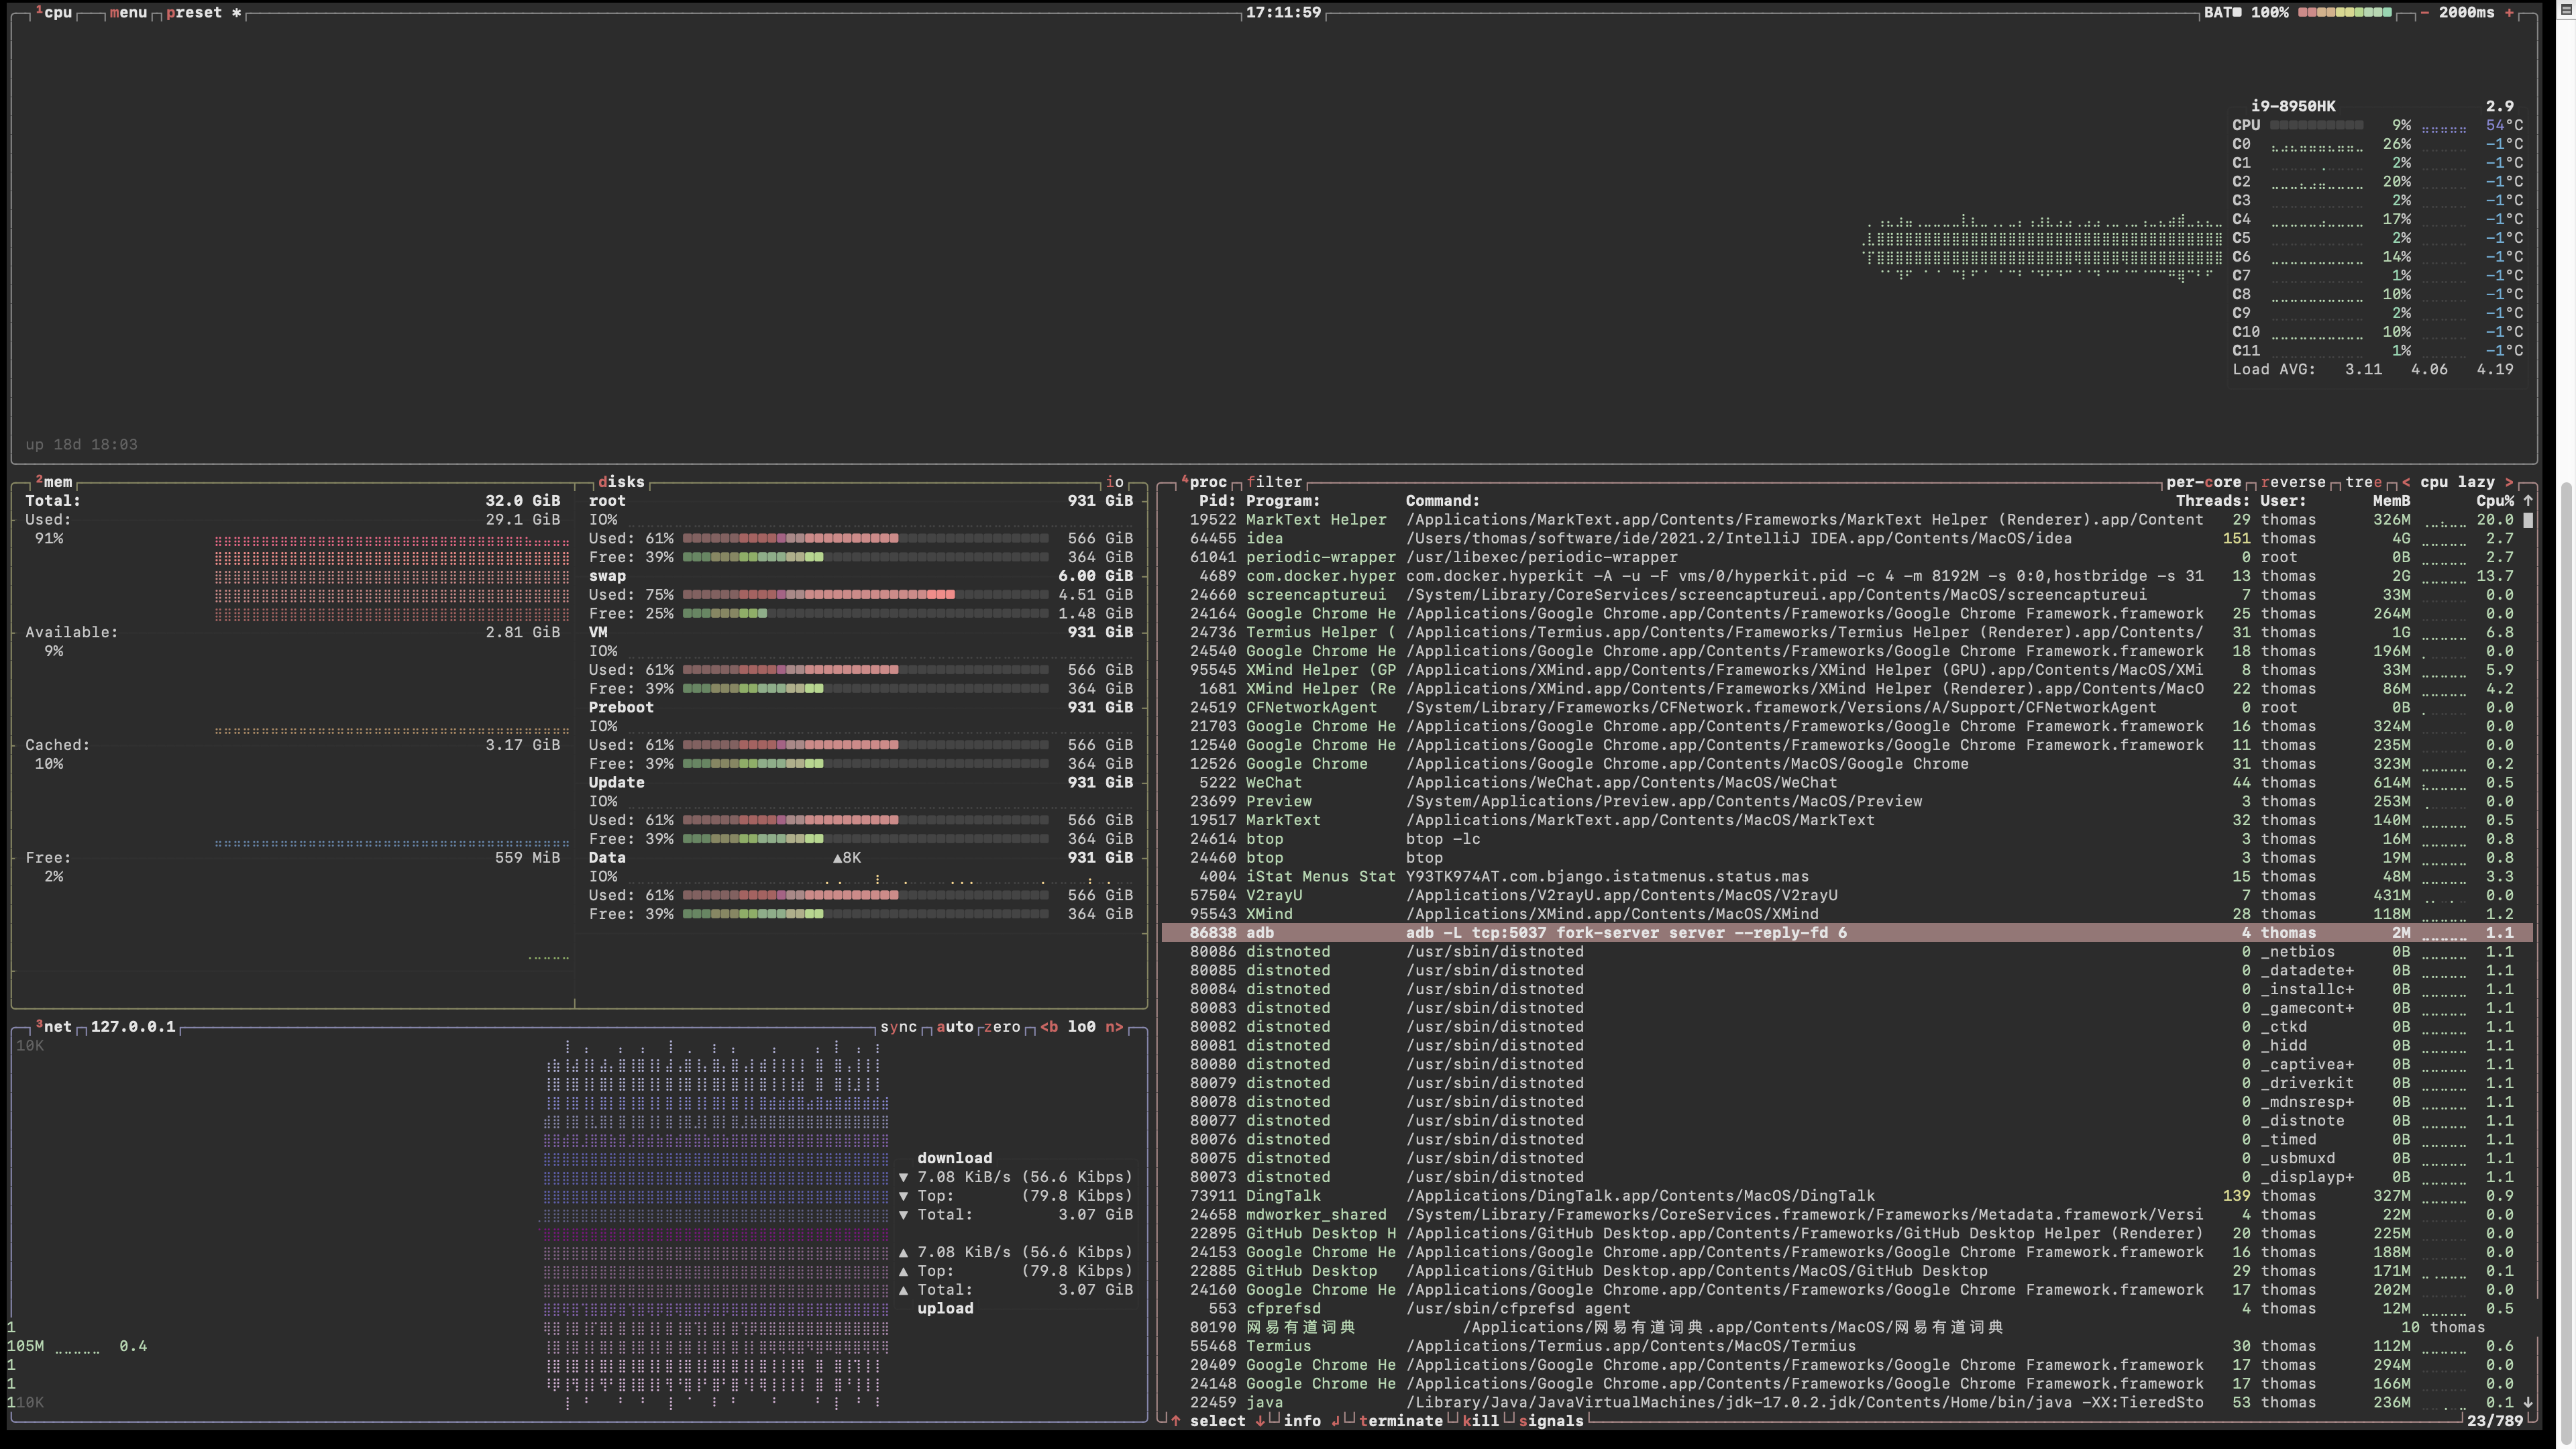 ¹cpu menu preset * 17:11:59 BAT■ 100% - 2000ms +
i9-8950HK 2.9
CPU 9% 54°C
C0 26% -1°C
C1 2% -1°C
C2 20% -1°C
C3 2% -1°C
C4 17% -1°C
C5 2% -1°C
C6 14% -1°C
C7 1% -1°C
C8 10% -1°C
C9 2% -1°C
C10 10% -1°C
C11 1% -1°C
Load AVG: 3.11 4.06 4.19
up 18d 18:03
²mem
Total: 32.0 GiB
Used: 29.1 GiB
91%
Available: 2.81 GiB
9%
Cached: 3.17 GiB
10%
Free: 559 MiB
2%
disks io
root 931 GiB
IO%
Used: 61% 566 GiB
Free: 39% 364 GiB
swap 6.00 GiB
Used: 75% 4.51 GiB
Free: 25% 1.48 GiB
VM 931 GiB
IO%
Used: 61% 566 GiB
Free: 39% 364 GiB
Preboot 931 GiB
IO%
Used: 61% 566 GiB
Free: 39% 364 GiB
Update 931 GiB
IO%
Used: 61% 566 GiB
Free: 39% 364 GiB
Data ▲8K 931 GiB
IO%
Used: 61% 566 GiB
Free: 39% 364 GiB
³net 127.0.0.1 sync auto zero <b lo0 n>
10K
download
▼ 7.08 KiB/s (56.6 Kibps)
▼ Top: (79.8 Kibps)
▼ Total: 3.07 GiB
▲ 7.08 KiB/s (56.6 Kibps)
▲ Top: (79.8 Kibps)
▲ Total: 3.07 GiB
upload
1
105M 0.4
1
1
110K
⁴proc filter per-core reverse tree < cpu lazy >
Pid: Program: Command: Threads: User: MemB Cpu% ↑
19522 MarkText Helper /Applications/MarkText.app/Contents/Frameworks/MarkText Helper (Renderer).app/Content 29 thomas 326M 20.0
64455 idea /Users/thomas/software/ide/2021.2/IntelliJ IDEA.app/Contents/MacOS/idea 151 thomas 4G 2.7
61041 periodic-wrapper /usr/libexec/periodic-wrapper 0 root 0B 2.7
4689 com.docker.hyper com.docker.hyperkit -A -u -F vms/0/hyperkit.pid -c 4 -m 8192M -s 0:0,hostbridge -s 31 13 thomas 2G 13.7
24660 screencaptureui /System/Library/CoreServices/screencaptureui.app/Contents/MacOS/screencaptureui 7 thomas 33M 0.0
24164 Google Chrome He /Applications/Google Chrome.app/Contents/Frameworks/Google Chrome Framework.framework 25 thomas 264M 0.0
24736 Termius Helper ( /Applications/Termius.app/Contents/Frameworks/Termius Helper (Renderer).app/Contents/ 31 thomas 1G 6.8
24540 Google Chrome He /Applications/Google Chrome.app/Contents/Frameworks/Google Chrome Framework.framework 18 thomas 196M 0.0
95545 XMind Helper (GP /Applications/XMind.app/Contents/Frameworks/XMind Helper (GPU).app/Contents/MacOS/XMi 8 thomas 33M 5.9
1681 XMind Helper (Re /Applications/XMind.app/Contents/Frameworks/XMind Helper (Renderer).app/Contents/MacO 22 thomas 86M 4.2
24519 CFNetworkAgent /System/Library/Frameworks/CFNetwork.framework/Versions/A/Support/CFNetworkAgent 0 root 0B 0.0
21703 Google Chrome He /Applications/Google Chrome.app/Contents/Frameworks/Google Chrome Framework.framework 16 thomas 324M 0.0
12540 Google Chrome He /Applications/Google Chrome.app/Contents/Frameworks/Google Chrome Framework.framework 11 thomas 235M 0.0
12526 Google Chrome /Applications/Google Chrome.app/Contents/MacOS/Google Chrome 31 thomas 323M 0.2
5222 WeChat /Applications/WeChat.app/Contents/MacOS/WeChat 44 thomas 614M 0.5
23699 Preview /System/Applications/Preview.app/Contents/MacOS/Preview 3 thomas 253M 0.0
19517 MarkText /Applications/MarkText.app/Contents/MacOS/MarkText 32 thomas 140M 0.5
24614 btop btop -lc 3 thomas 16M 0.8
24460 btop btop 3 thomas 19M 0.8
4004 iStat Menus Stat Y93TK974AT.com.bjango.istatmenus.status.mas 15 thomas 48M 3.3
57504 V2rayU /Applications/V2rayU.app/Contents/MacOS/V2rayU 7 thomas 431M 0.0
95543 XMind /Applications/XMind.app/Contents/MacOS/XMind 28 thomas 118M 1.2
86838 adb adb -L tcp:5037 fork-server server --reply-fd 6 4 thomas 2M 1.1
80086 distnoted /usr/sbin/distnoted 0 _netbios 0B 1.1
80085 distnoted /usr/sbin/distnoted 0 _datadete+ 0B 1.1
80084 distnoted /usr/sbin/distnoted 0 _installc+ 0B 1.1
80083 distnoted /usr/sbin/distnoted 0 _gamecont+ 0B 1.1
80082 distnoted /usr/sbin/distnoted 0 _ctkd 0B 1.1
80081 distnoted /usr/sbin/distnoted 0 _hidd 0B 1.1
80080 distnoted /usr/sbin/distnoted 0 _captivea+ 0B 1.1
80079 distnoted /usr/sbin/distnoted 0 _driverkit 0B 1.1
80078 distnoted /usr/sbin/distnoted 0 _mdnsresp+ 0B 1.1
80077 distnoted /usr/sbin/distnoted 0 _distnote 0B 1.1
80076 distnoted /usr/sbin/distnoted 0 _timed 0B 1.1
80075 distnoted /usr/sbin/distnoted 0 _usbmuxd 0B 1.1
80073 distnoted /usr/sbin/distnoted 0 _displayp+ 0B 1.1
73911 DingTalk /Applications/DingTalk.app/Contents/MacOS/DingTalk 139 thomas 327M 0.9
24658 mdworker_shared /System/Library/Frameworks/CoreServices.framework/Frameworks/Metadata.framework/Versi 4 thomas 22M 0.0
22895 GitHub Desktop H /Applications/GitHub Desktop.app/Contents/Frameworks/GitHub Desktop Helper (Renderer) 20 thomas 225M 0.0
24153 Google Chrome He /Applications/Google Chrome.app/Contents/Frameworks/Google Chrome Framework.framework 16 thomas 188M 0.0
22885 GitHub Desktop /Applications/GitHub Desktop.app/Contents/MacOS/GitHub Desktop 29 thomas 171M 0.1
24160 Google Chrome He /Applications/Google Chrome.app/Contents/Frameworks/Google Chrome Framework.framework 17 thomas 202M 0.0
553 cfprefsd /usr/sbin/cfprefsd agent 4 thomas 12M 0.5
80190 网易有道词典 /Applications/网易有道词典.app/Contents/MacOS/网易有道词典 10 thomas
55468 Termius /Applications/Termius.app/Contents/MacOS/Termius 30 thomas 112M 0.6
20409 Google Chrome He /Applications/Google Chrome.app/Contents/Frameworks/Google Chrome Framework.framework 17 thomas 294M 0.0
24148 Google Chrome He /Applications/Google Chrome.app/Contents/Frameworks/Google Chrome Framework.framework 17 thomas 166M 0.0
22459 java /Library/Java/JavaVirtualMachines/jdk-17.0.2.jdk/Contents/Home/bin/java -XX:TieredSto 53 thomas 236M 0.1 ↓
↑ select ↓ info ↲ terminate kill signals 23/789